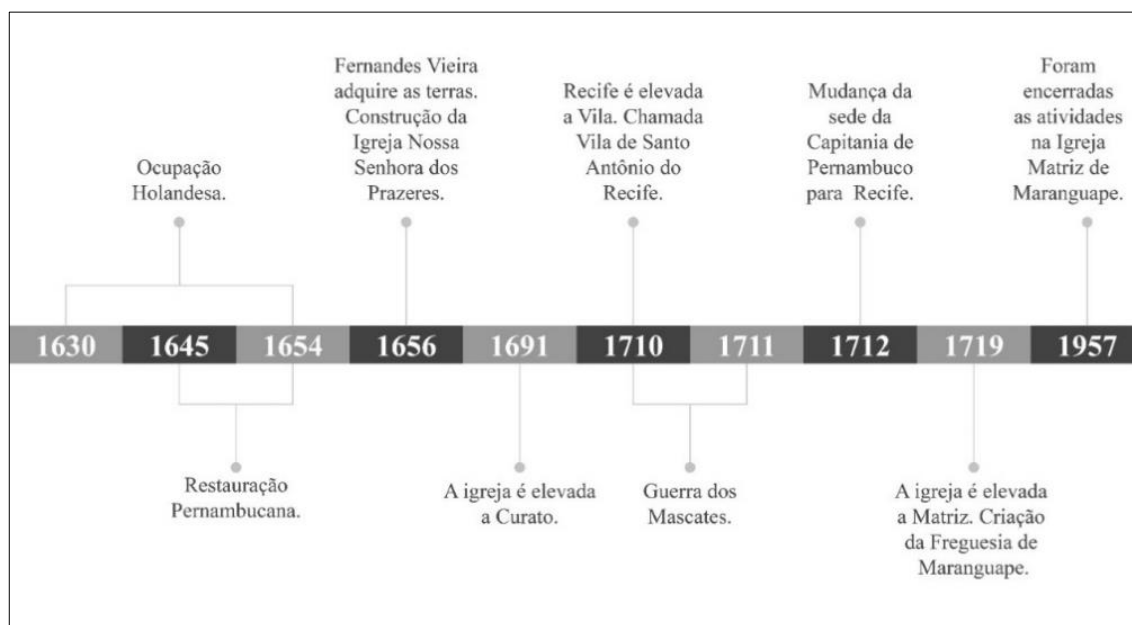 Ocupação
Holandesa.
Fernandes Vieira
adquire as terras.
Construção da
Igreja Nossa
Senhora dos
Prazeres.
Recife é elevada
a Vila. Chamada
Vila de Santo
Antônio do
Recife.
Mudança da
sede da
Capitania de
Pernambuco
para Recife.
Foram
encerradas
as atividades
na Igreja
Matriz de
Maranguape.
1630 1645 1654 1656 1691 1710 1711 1712 1719 1957
Restauração
Pernambucana.
A igreja é elevada
a Curato.
Guerra dos
Mascates.
A igreja é elevada
a Matriz. Criação
da Freguesia de
Maranguape.